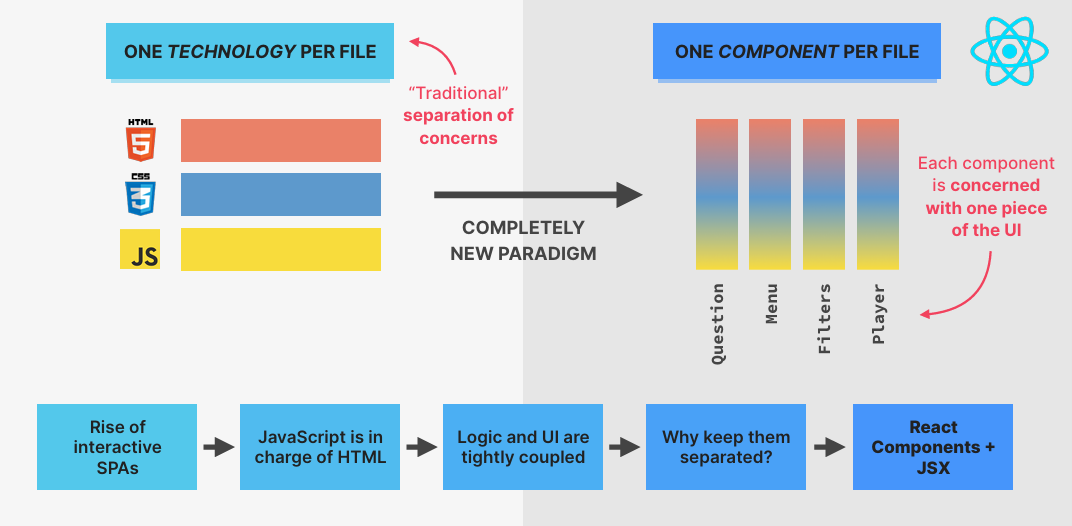 ONE TECHNOLOGY PER FILE
“Traditional”
separation of
concerns
HTML
5
CSS
3
JS
COMPLETELY
NEW PARADIGM
ONE COMPONENT PER FILE
Each component
is concerned
with one piece
of the UI
Question
Menu
Filters
Player
Rise of
interactive
SPAs
JavaScript is in
charge of HTML
Logic and UI are
tightly coupled
Why keep them
separated?
React
Components +
JSX